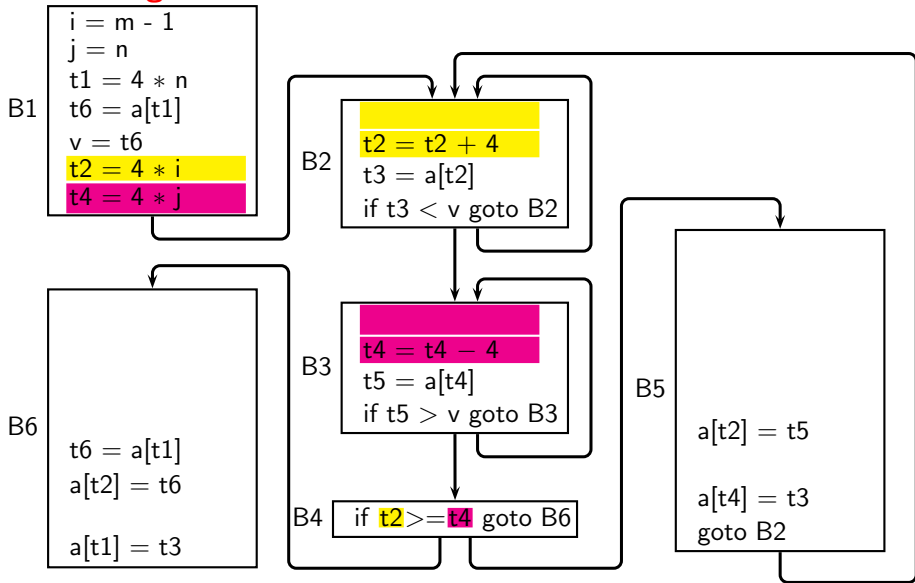 B1
i = m - 1
j = n
t1 = 4 ∗ n
t6 = a[t1]
v = t6
t2 = 4 ∗ i
t4 = 4 ∗ j
B2
t2 = t2 + 4
t3 = a[t2]
if t3 < v goto B2
B3
t4 = t4 − 4
t5 = a[t4]
if t5 > v goto B3
B4
if t2 >= t4 goto B6
B5
a[t2] = t5
a[t4] = t3
goto B2
B6
t6 = a[t1]
a[t2] = t6
a[t1] = t3